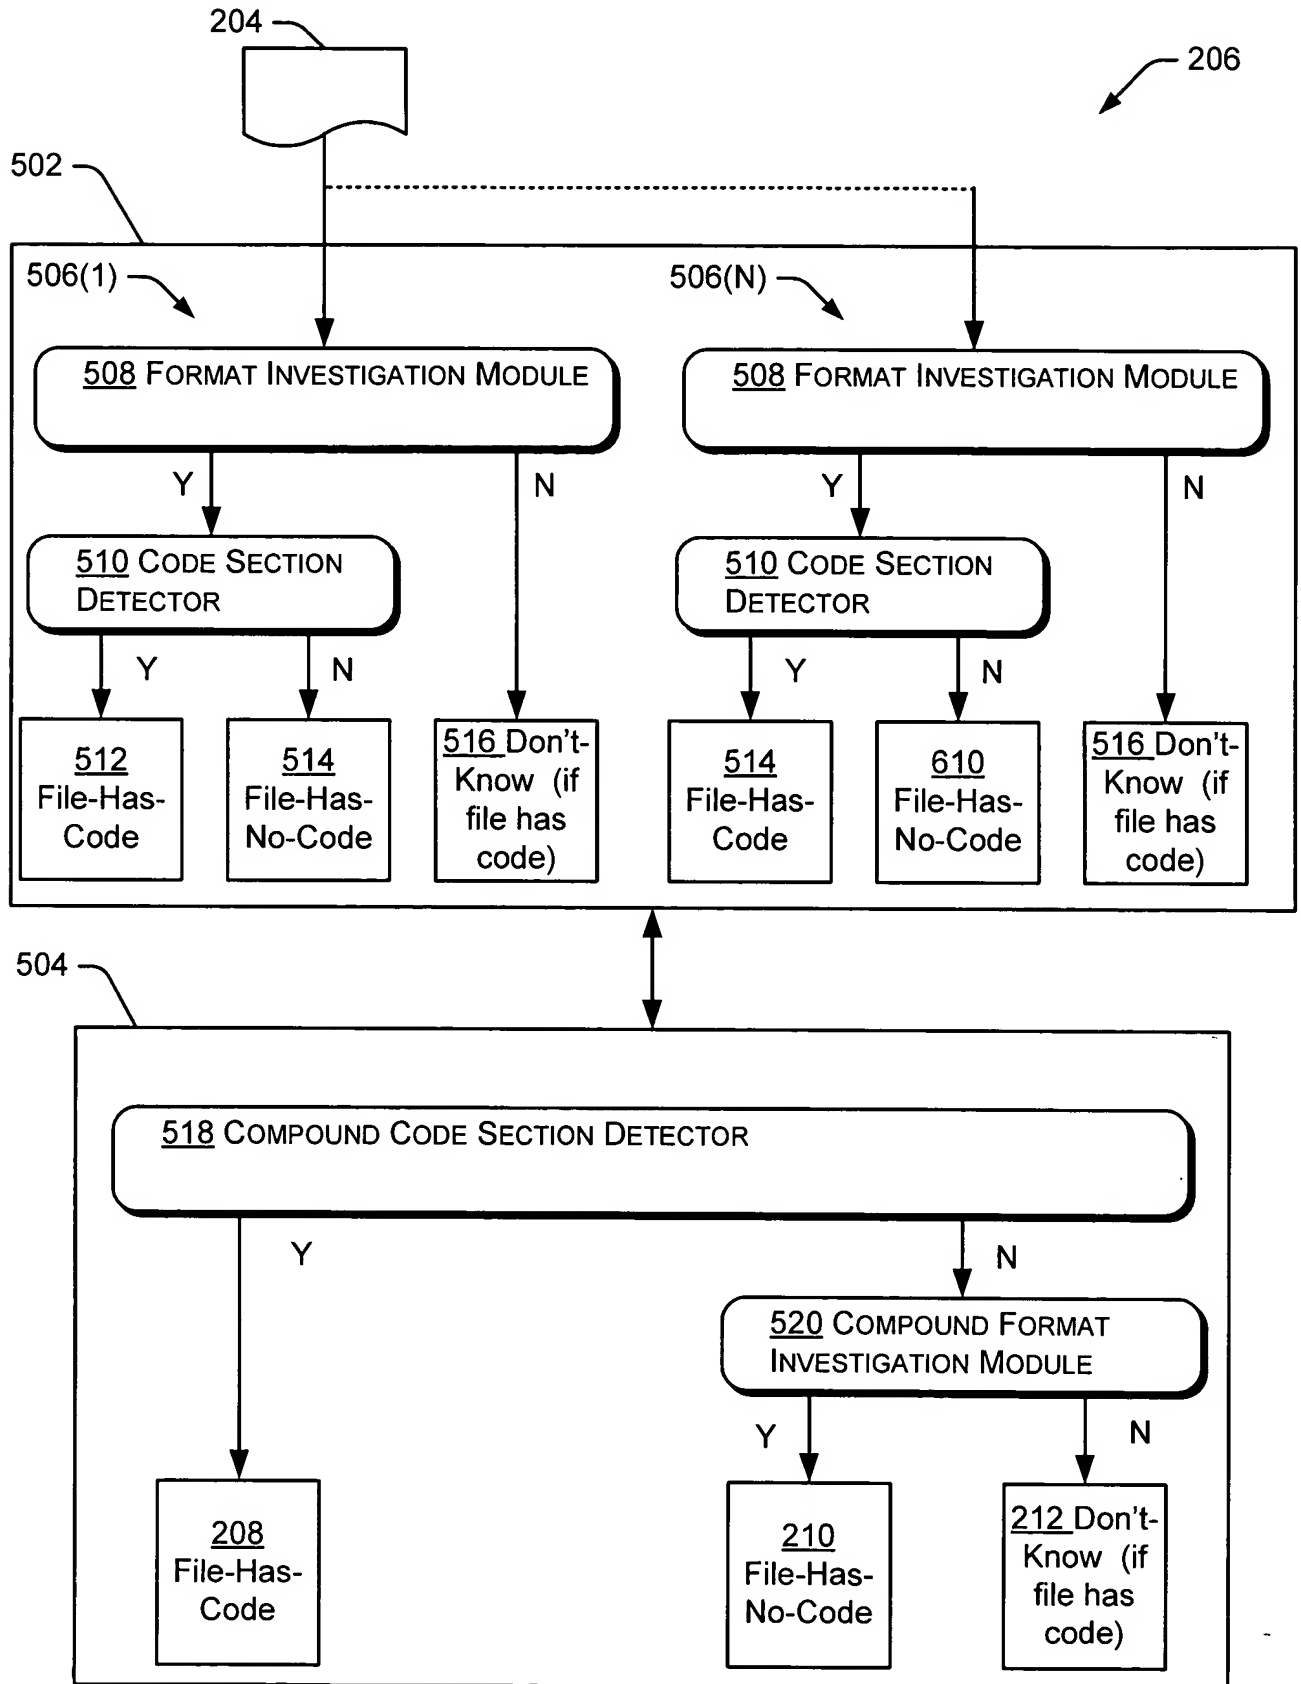 204
206
502
506(1)
506(N)
508 FORMAT INVESTIGATION MODULE
508 FORMAT INVESTIGATION MODULE
Y
N
Y
N
510 CODE SECTION
DETECTOR
510 CODE SECTION
DETECTOR
Y
N
Y
N
512
File-Has-
Code
514
File-Has-
No-Code
516 Don't-
Know (if
file has
code)
514
File-Has-
Code
610
File-Has-
No-Code
516 Don't-
Know (if
file has
code)
504
518 COMPOUND CODE SECTION DETECTOR
Y
N
520 COMPOUND FORMAT
INVESTIGATION MODULE
Y
N
208
File-Has-
Code
210
File-Has-
No-Code
212 Don't-
Know (if
file has
code)